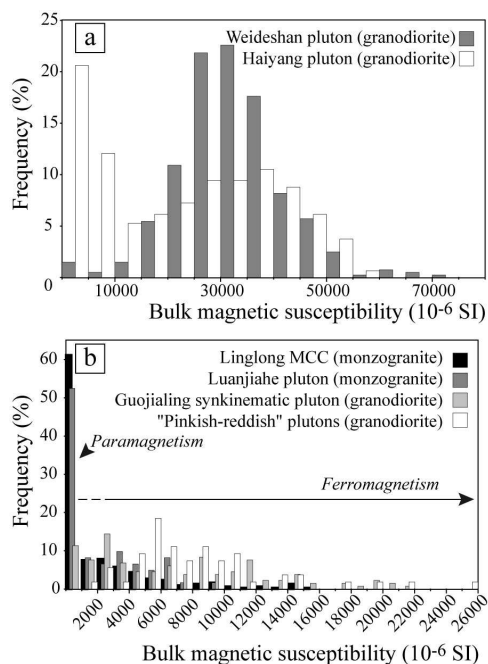 a
Weideshan pluton (granodiorite)
Haiyang pluton (granodiorite)
Frequency (%)
25
20
15
10
5
0
10000 30000 50000 70000
Bulk magnetic susceptibility (10-6 SI)
b
Linglong MCC (monzogranite)
Luanjiahe pluton (monzogranite)
Guojialing synkinematic pluton (granodiorite)
"Pinkish-reddish" plutons (granodiorite)
Paramagnetism
Ferromagnetism
Frequency (%)
60
50
40
30
20
10
0
2000 4000 6000 8000 10000 12000 14000 16000 18000 20000 22000 24000 26000
Bulk magnetic susceptibility (10-6 SI)